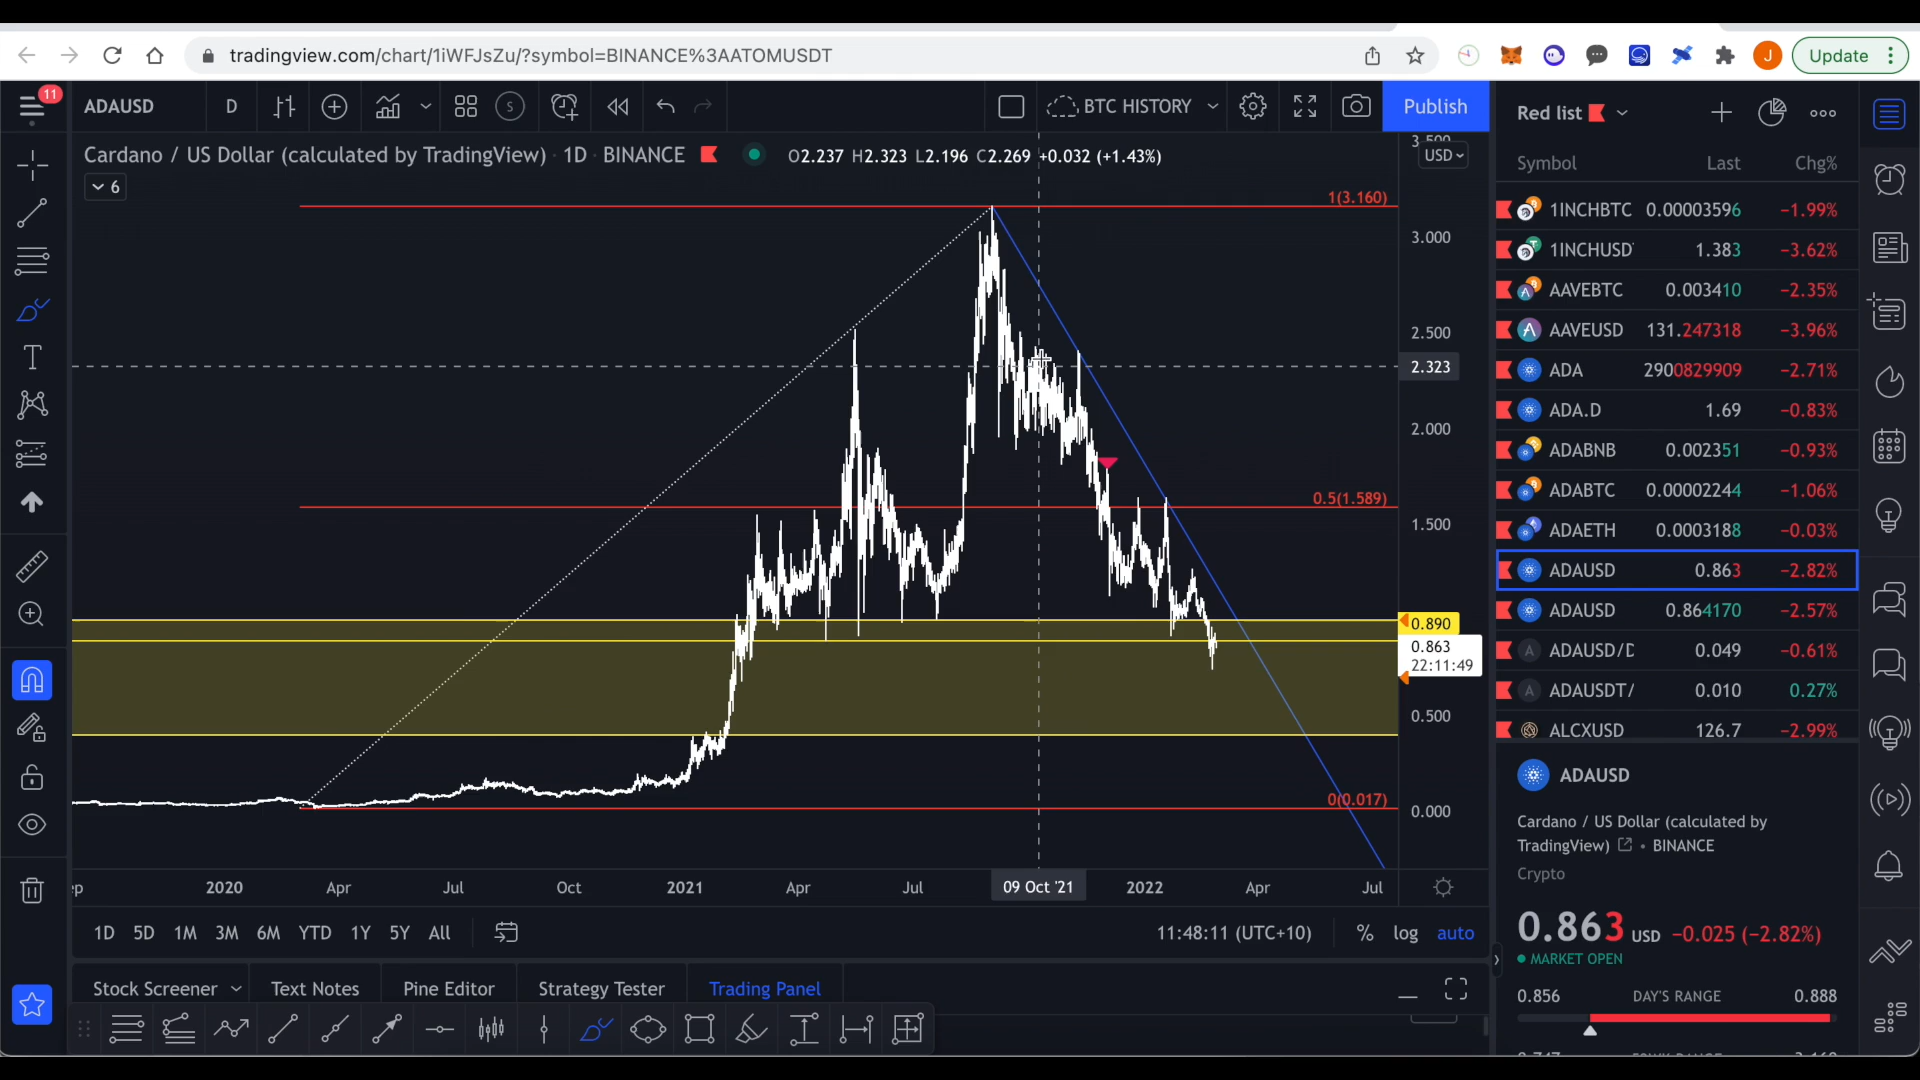 tradingview.com/chart/1iWFJsZu/?symbol=BINANCE%3AATOMUSDT
J
Update
11
ADAUSD
D
S
BTC HISTORY
Publish
Red list
Cardano / US Dollar (calculated by TradingView) · 1D · BINANCE
O2.237 H2.323 L2.196 C2.269 +0.032 (+1.43%)
6
USD
Symbol Last Chg%
1(3.160)
3.000
2.500
2.323
2.000
0.5(1.589)
1.500
0.890
0.863
22:11:49
0.500
0(0.017)
0.000
1INCHBTC 0.00003596 −1.99%
1INCHUSD 1.383 −3.62%
AAVEBTC 0.003410 −2.35%
AAVEUSD 131.247318 −3.96%
ADA 2900829909 −2.71%
ADA.D 1.69 −0.83%
ADABNB 0.002351 −0.93%
ADABTC 0.00002244 −1.06%
ADAETH 0.0003188 −0.03%
ADAUSD 0.863 −2.82%
ADAUSD 0.864170 −2.57%
ADAUSD/D 0.049 −0.61%
ADAUSDT/ 0.010 0.27%
ALCXUSD 126.7 −2.99%
2020 Apr Jul Oct 2021 Apr Jul 09 Oct '21 2022 Apr Jul
1D 5D 1M 3M 6M YTD 1Y 5Y All
11:48:11 (UTC+10) % log auto
Stock Screener Text Notes Pine Editor Strategy Tester Trading Panel
ADAUSD
Cardano / US Dollar (calculated by
TradingView) • BINANCE
Crypto
0.863 USD −0.025 (−2.82%)
MARKET OPEN
0.856 DAY'S RANGE 0.888